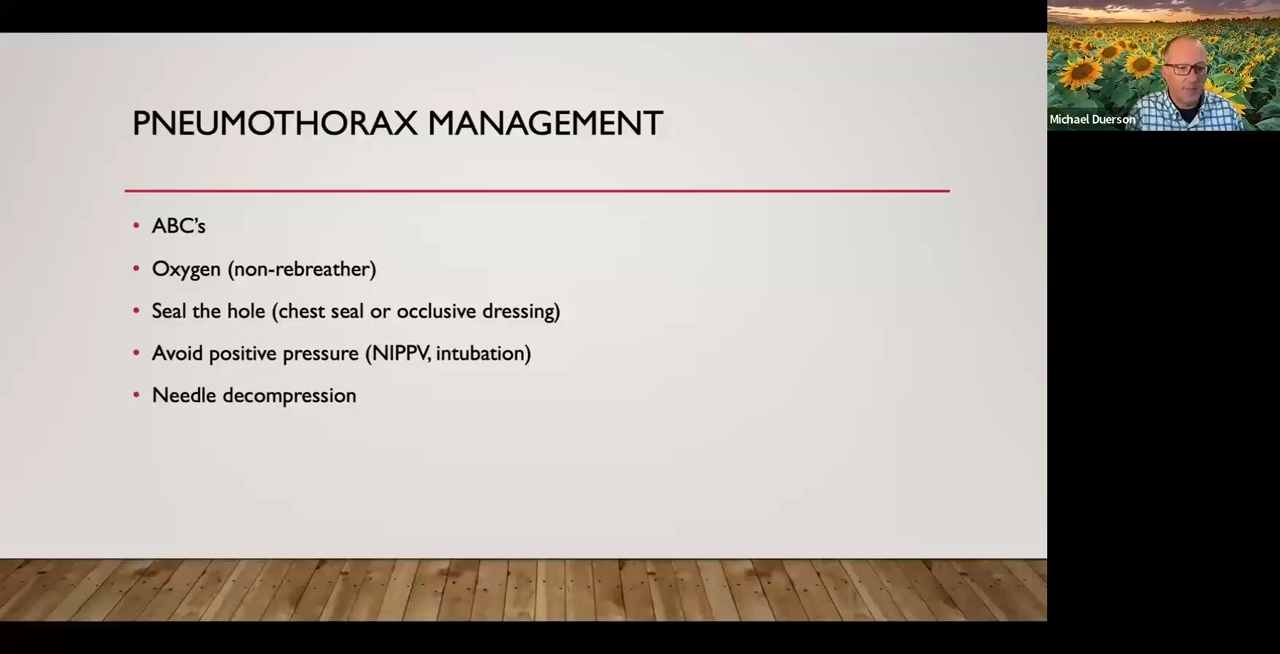 PNEUMOTHORAX MANAGEMENT
• ABC’s
• Oxygen (non-rebreather)
• Seal the hole (chest seal or occlusive dressing)
• Avoid positive pressure (NIPPV, intubation)
• Needle decompression
Michael Duerson